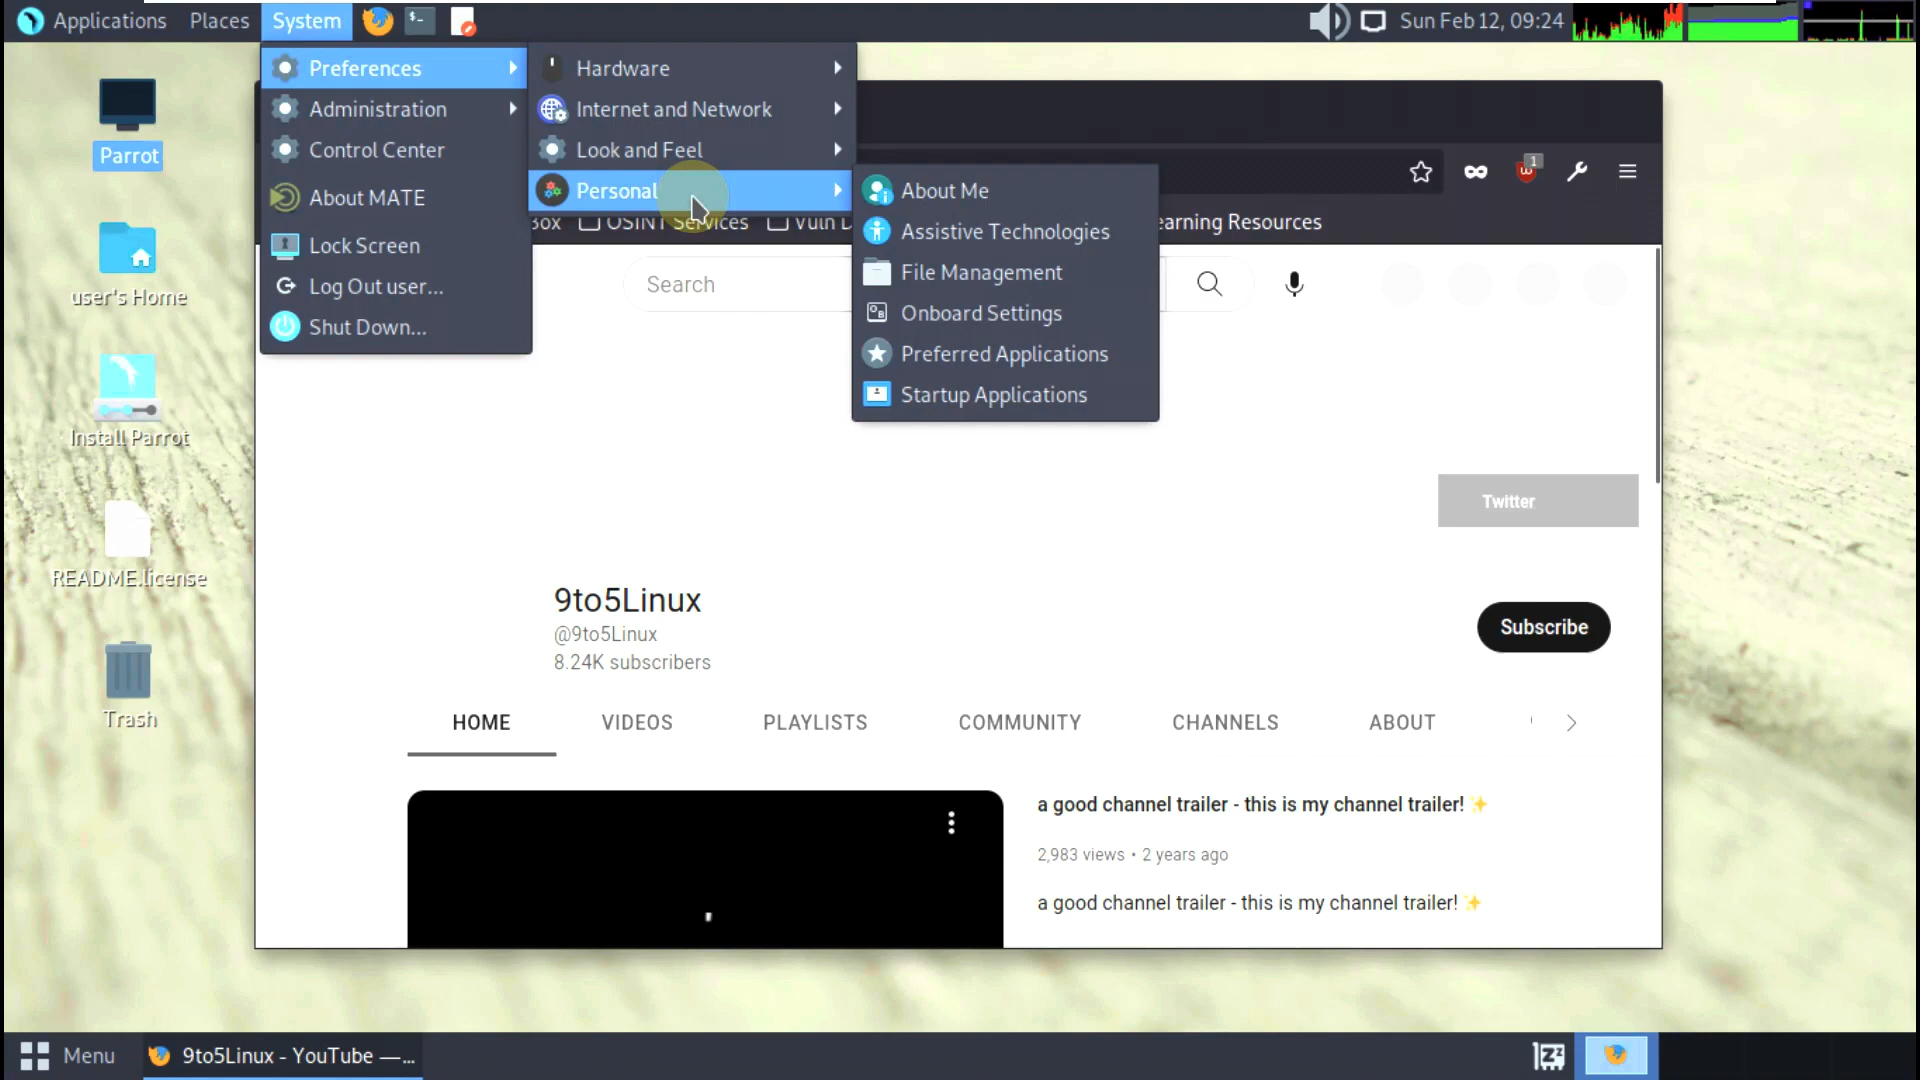 Applications Places System Sun Feb 12, 09:24
Preferences
Administration
Control Center
About MATE
Lock Screen
Log Out user...
Shut Down...
Hardware
Internet and Network
Look and Feel
Personal
About Me
Assistive Technologies
File Management
Onboard Settings
Preferred Applications
Startup Applications
1
OSINT Services
Search
Parrot
user's Home
Install Parrot
README.license
Trash
Twitter
9to5Linux
@9to5Linux
8.24K subscribers
Subscribe
HOME VIDEOS PLAYLISTS COMMUNITY CHANNELS ABOUT
a good channel trailer - this is my channel trailer! ✨
2,983 views • 2 years ago
a good channel trailer - this is my channel trailer! ✨
Menu 9to5Linux - YouTube —...